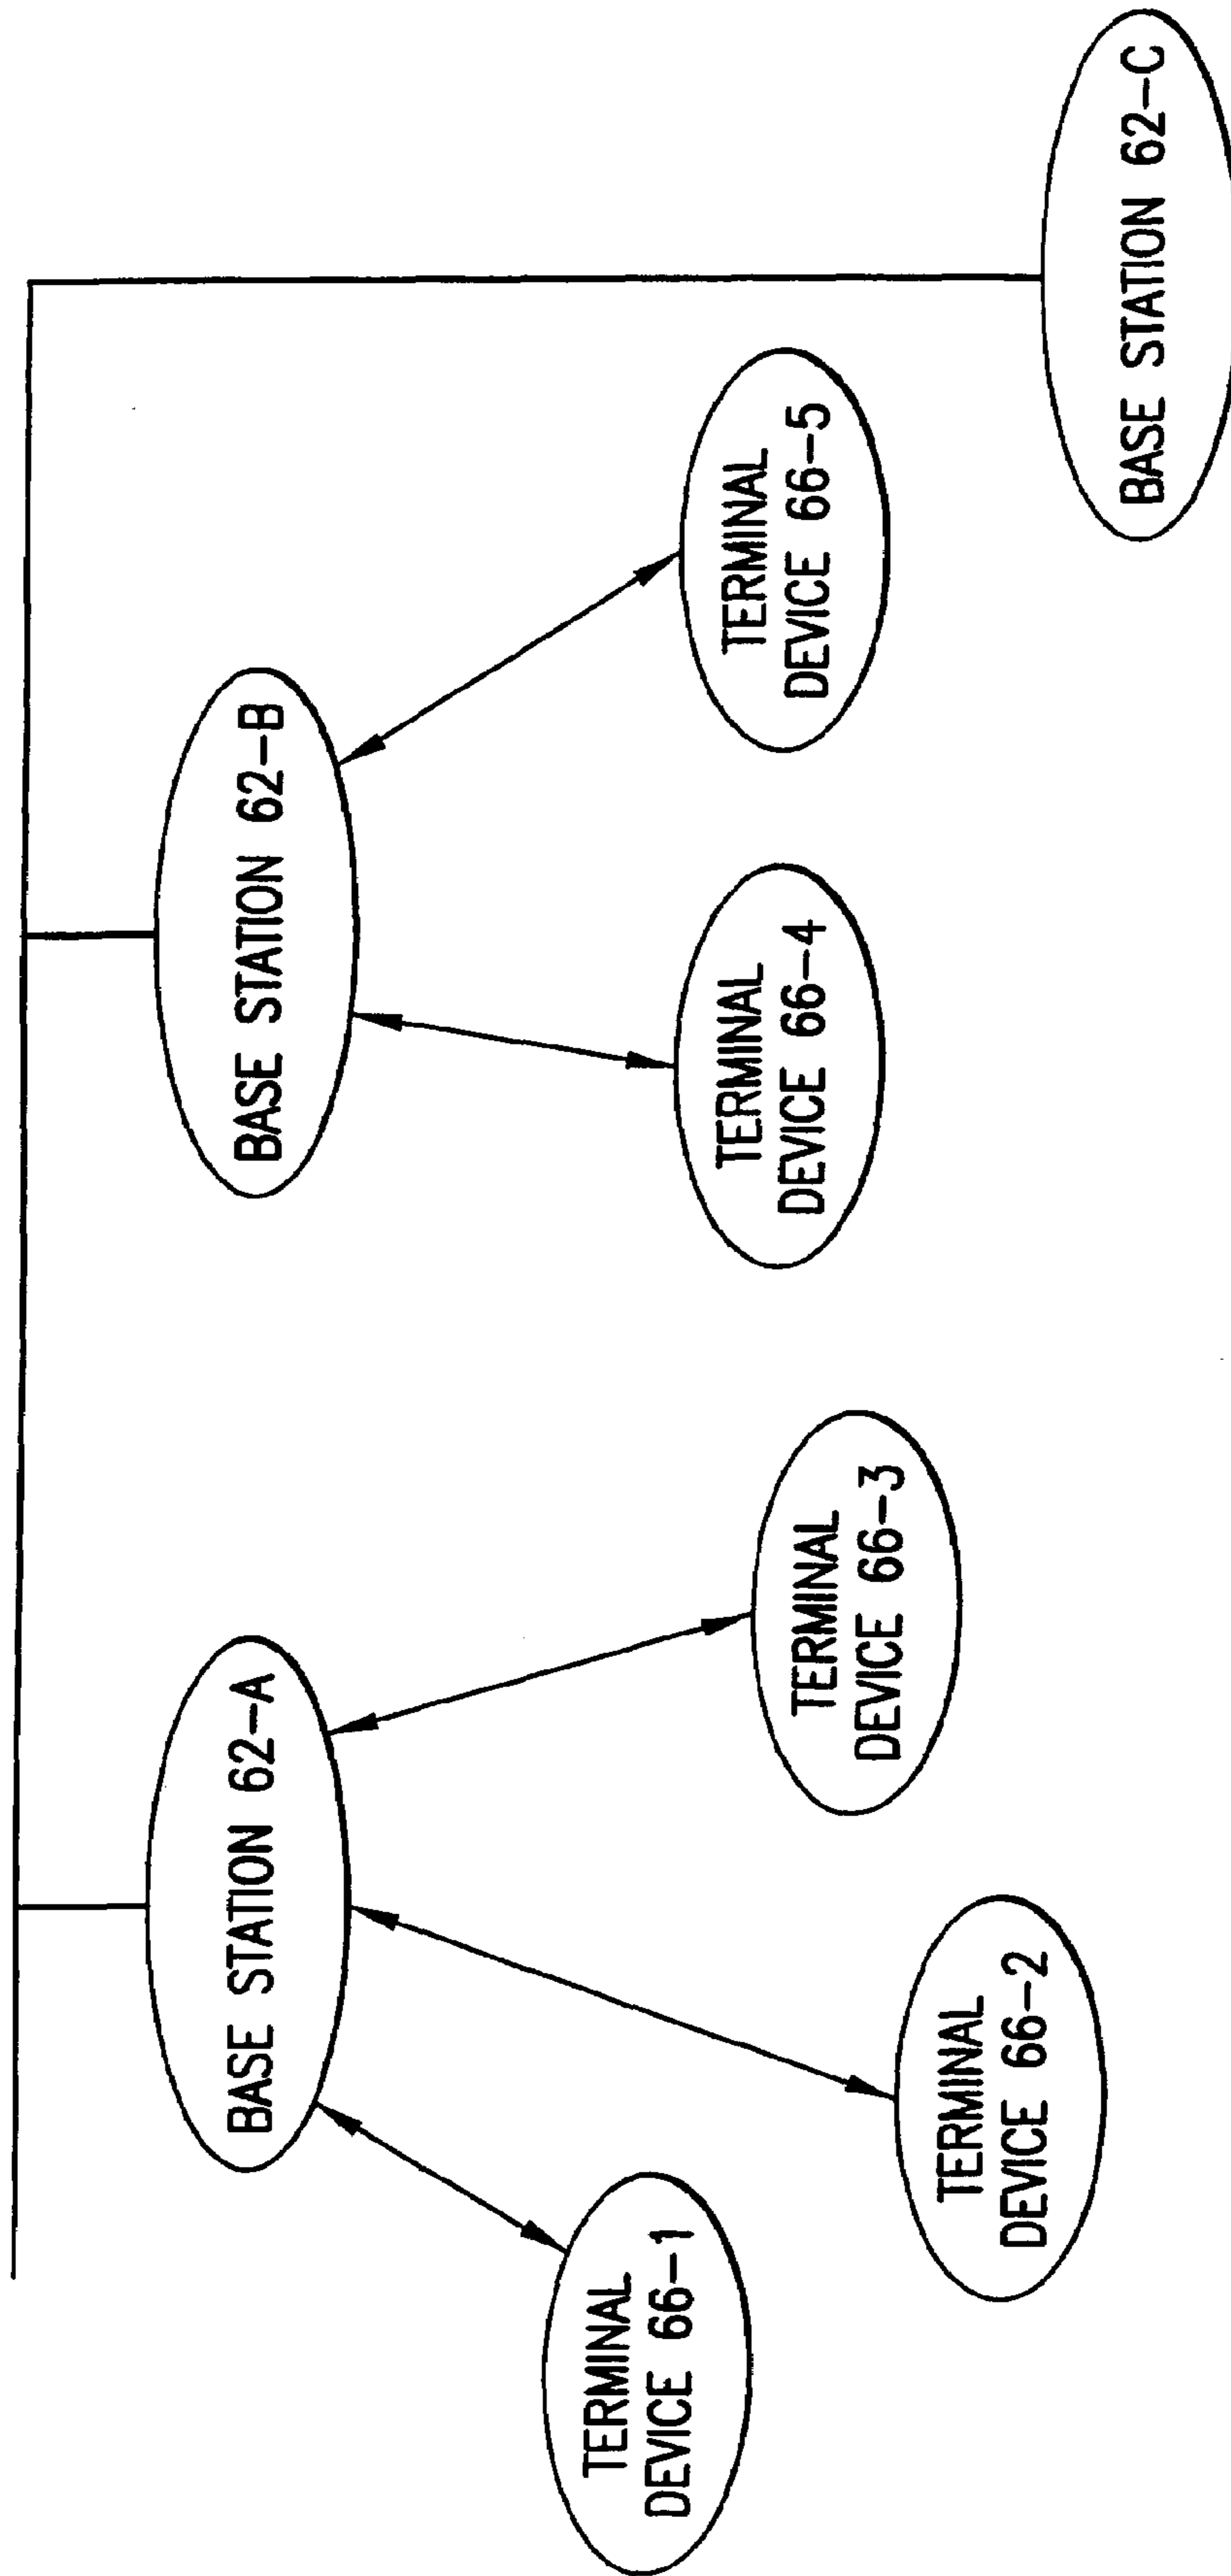 BASE STATION 62-A
BASE STATION 62-B
TERMINAL
DEVICE 66-1
TERMINAL
DEVICE 66-2
TERMINAL
DEVICE 66-3
TERMINAL
DEVICE 66-4
TERMINAL
DEVICE 66-5
BASE STATION 62-C